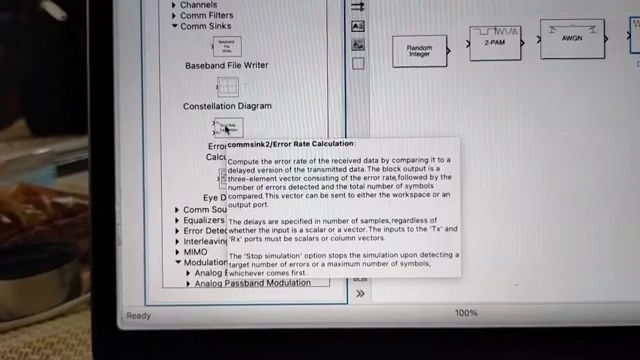 Channels
Comm Filters
Comm Sinks
Baseband
File
Writer
Baseband File Writer
Constellation Diagram
Error Rate
Calculation
Erro
Calcu
Eye D
Comm Sou
Equalizers
Error Detec
Interleavin
MIMO
Modulation
Analog
Analog Passband Modulation
commsink2/Error Rate Calculation:
Compute the error rate of the received data by comparing it to a
delayed version of the transmitted data.The block output is a
three-element vector consisting of the error rate,followed by the
number of errors detected and the total number of symbols
compared.This vector can be sent to either the workspace or an
output port.
The delays are specified in number of samples,regardless of
whether the input is a scalar or a vector.The inputs to the 'Tx' and
'Rx' ports must be scalars or column vectors.
The 'Stop simulation' option stops the simulation upon detecting a
target number of errors or a maximum number of symbols,
whichever comes first.
Random
Integer
2-PAM
AWGN
Ready
100%